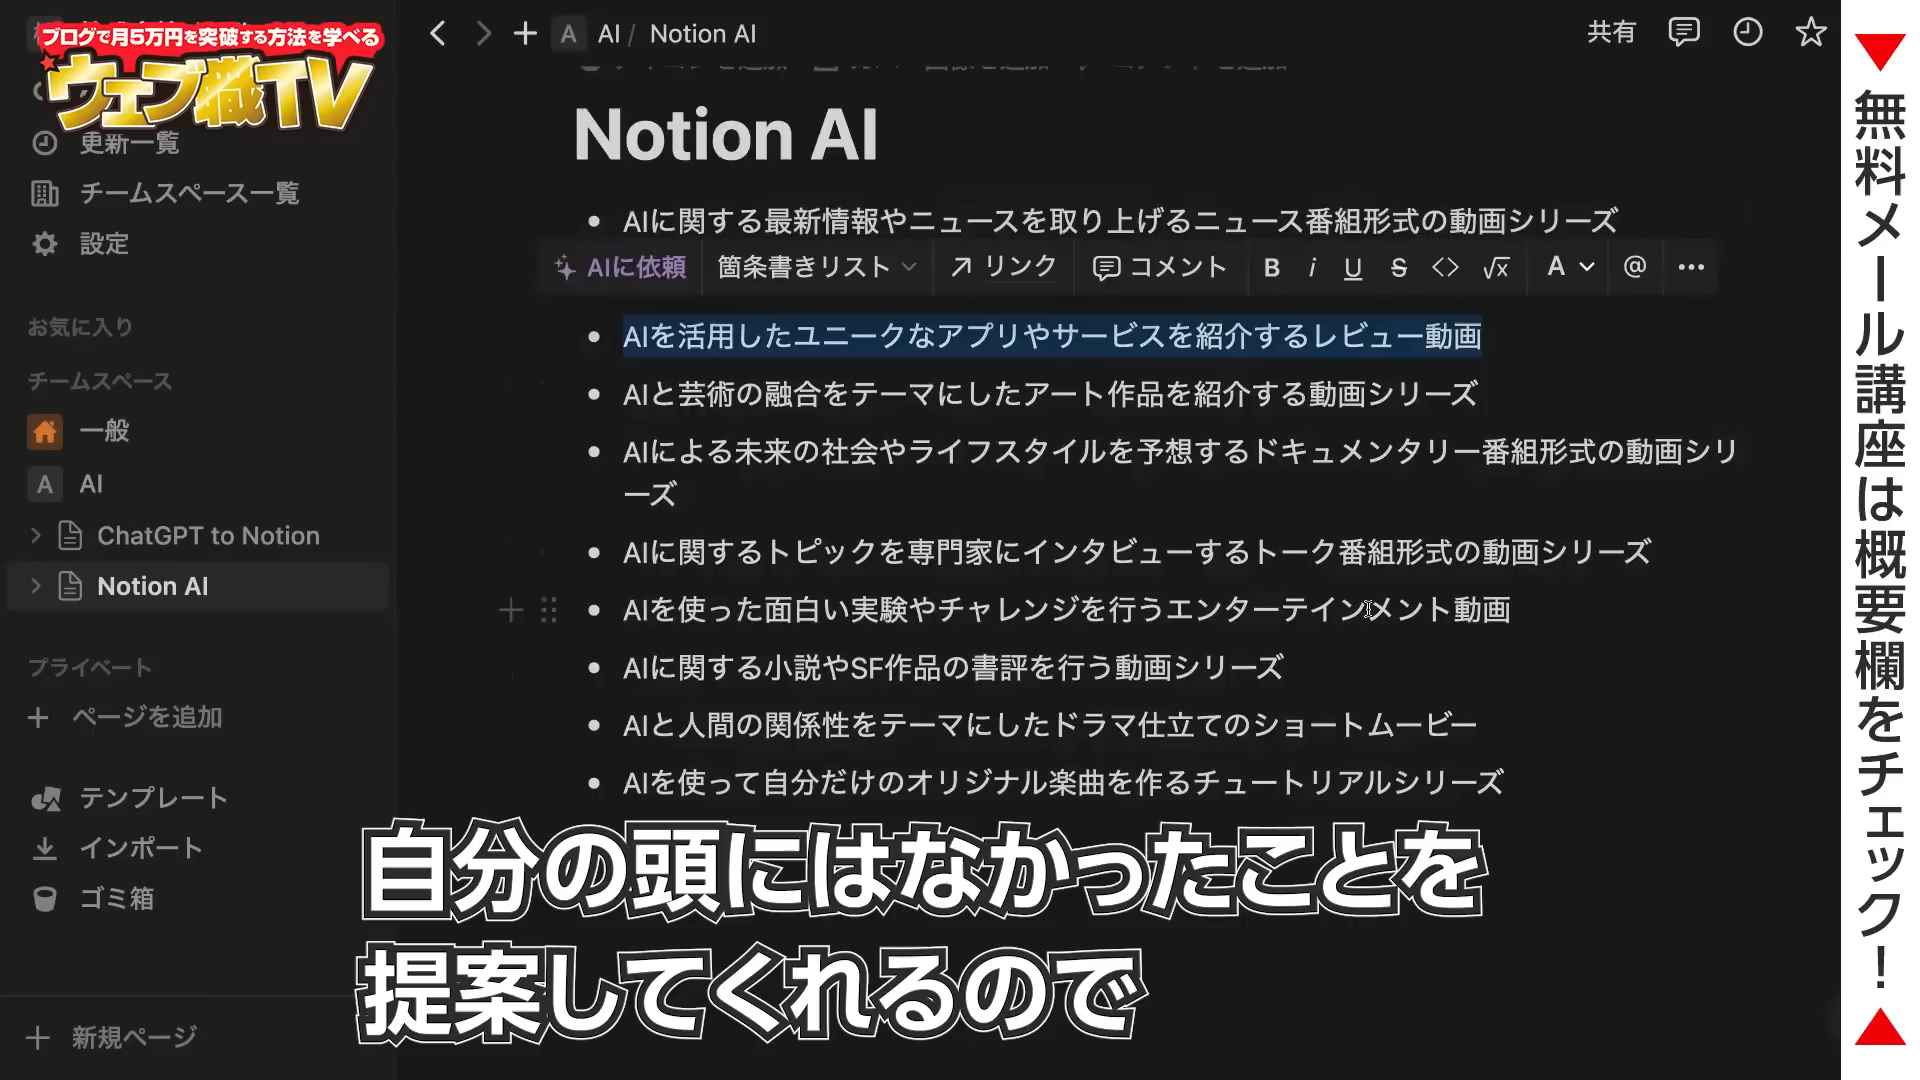 ブログで月5万円を突破する方法を学べる
ウェブ職TV
更新一覧
チームスペース一覧
設定
お気に入り
チームスペース
一般
A AI
ChatGPT to Notion
Notion AI
プライベート
ページを追加
テンプレート
インポート
ゴミ箱
新規ページ
A AI / Notion AI
共有
Notion AI
AIに関する最新情報やニュースを取り上げるニュース番組形式の動画シリーズ
AIに依頼 箇条書きリスト リンク コメント B i U S <> √x A @ •••
AIを活用したユニークなアプリやサービスを紹介するレビュー動画
AIと芸術の融合をテーマにしたアート作品を紹介する動画シリーズ
AIによる未来の社会やライフスタイルを予想するドキュメンタリー番組形式の動画シリ
ーズ
AIに関するトピックを専門家にインタビューするトーク番組形式の動画シリーズ
AIを使った面白い実験やチャレンジを行うエンターテインメント動画
AIに関する小説やSF作品の書評を行う動画シリーズ
AIと人間の関係性をテーマにしたドラマ仕立てのショートムービー
AIを使って自分だけのオリジナル楽曲を作るチュートリアルシリーズ
自分の頭にはなかったことを
提案してくれるので
▼無料メール講座は概要欄をチェック!▲